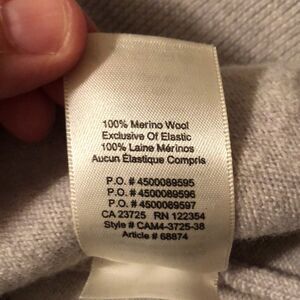 100% Merino Wool
Exclusive Of Elastic
100% Laine Mérinos
Aucun Élastique Compris
P.O. # 4500089595
P.O. # 4500089596
P.O. # 4500089597
CA 23725 RN 122354
Style # CAM4-3725-38
Article # 68874